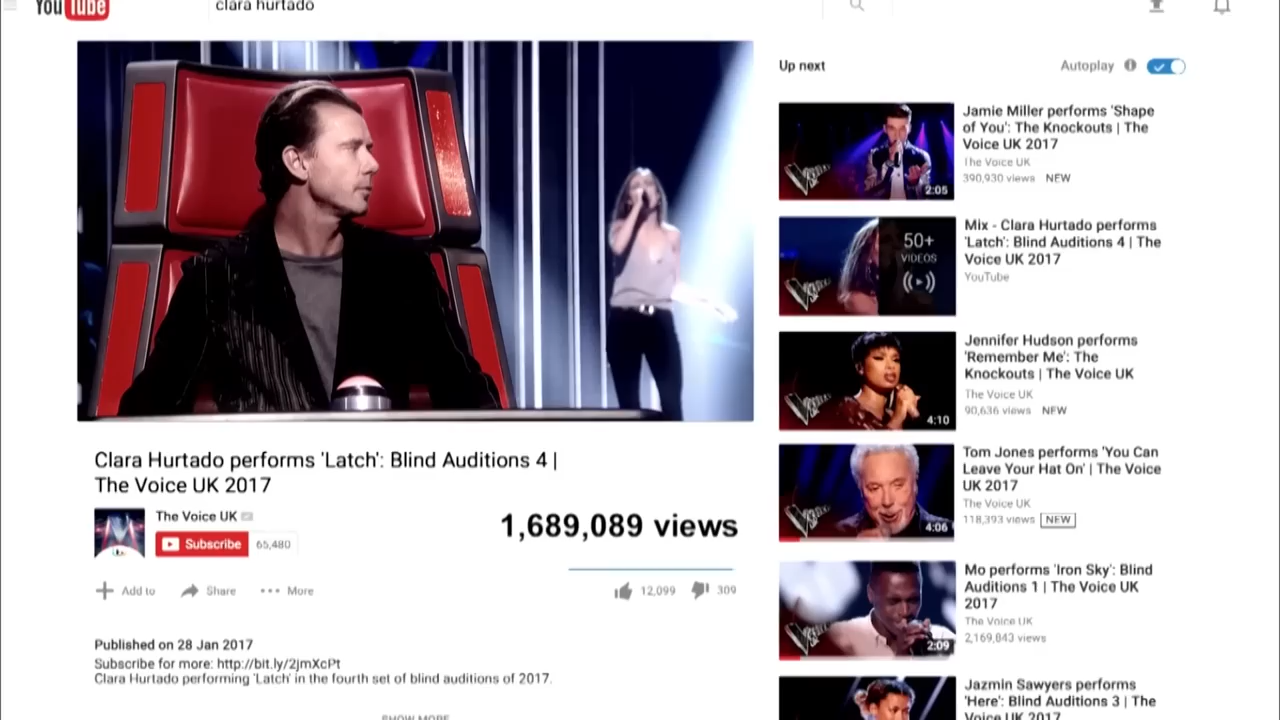 YouTube
clara hurtado
Up next
Autoplay
Jamie Miller performs 'Shape
of You': The Knockouts | The
Voice UK 2017
The Voice UK
390,930 views NEW
2:05
Mix - Clara Hurtado performs
'Latch': Blind Auditions 4 | The
Voice UK 2017
YouTube
50+
VIDEOS
Jennifer Hudson performs
'Remember Me': The
Knockouts | The Voice UK
The Voice UK
90,636 views NEW
4:10
Tom Jones performs 'You Can
Leave Your Hat On' | The Voice
UK 2017
The Voice UK
118,393 views NEW
4:06
Mo performs 'Iron Sky': Blind
Auditions 1 | The Voice UK
2017
The Voice UK
2,169,843 views
2:09
Jazmin Sawyers performs
'Here': Blind Auditions 3 | The
Voice UK 2017
Clara Hurtado performs 'Latch': Blind Auditions 4 |
The Voice UK 2017
The Voice UK
Subscribe 65,480
1,689,089 views
Add to Share More
12,099 309
Published on 28 Jan 2017
Subscribe for more: http://bit.ly/2jmXcPt
Clara Hurtado performing 'Latch' in the fourth set of blind auditions of 2017.
SHOW MORE